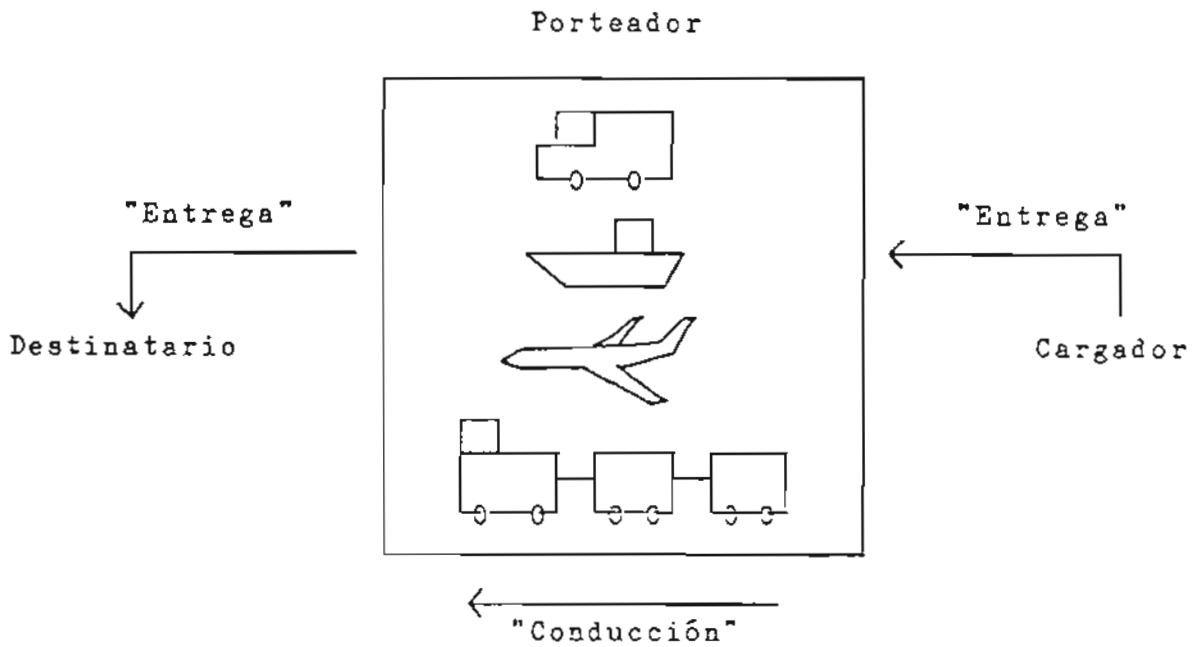 Porteador
"Entrega"
"Entrega"
Destinatario
Cargador
"Conducción"